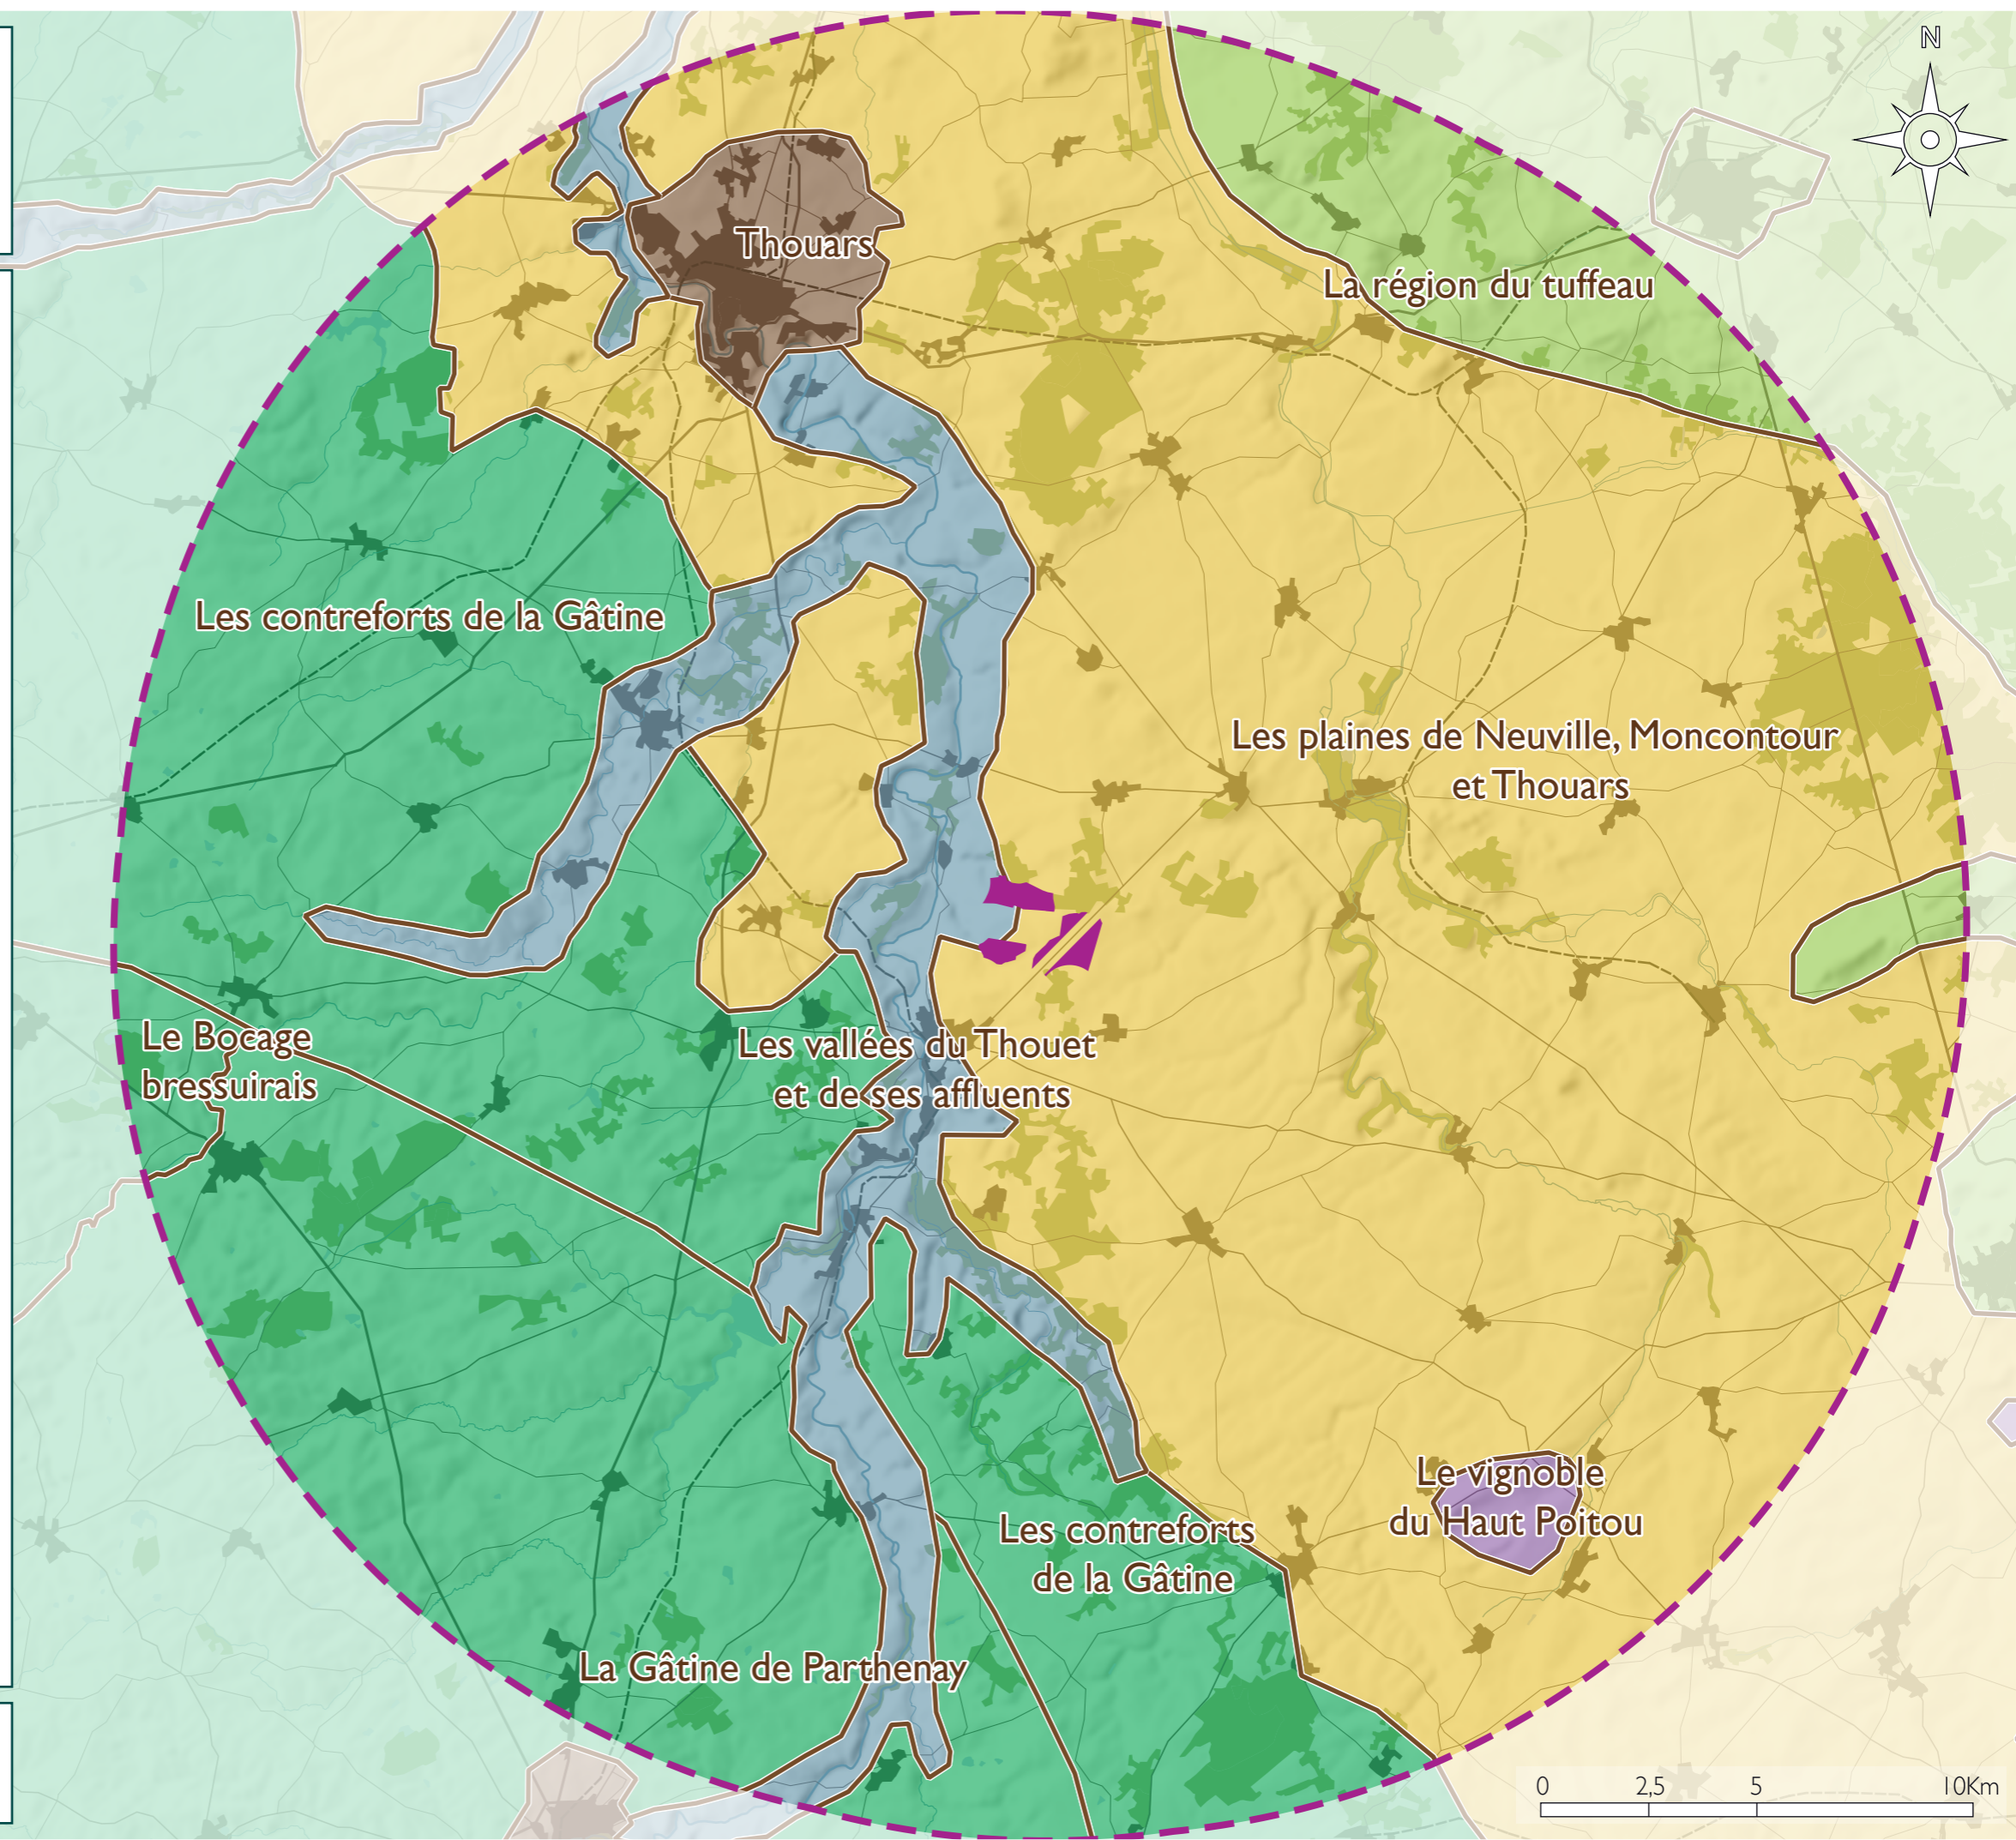 N
Thouars
La région du tuffeau
Les contreforts de la Gâtine
Les plaines de Neuville, Moncontour
et Thouars
Le Bocage
bressuirais
Les vallées du Thouet
et de ses affluents
Le vignoble
du Haut Poitou
Les contreforts
de la Gâtine
La Gâtine de Parthenay
0 2,5 5 10Km